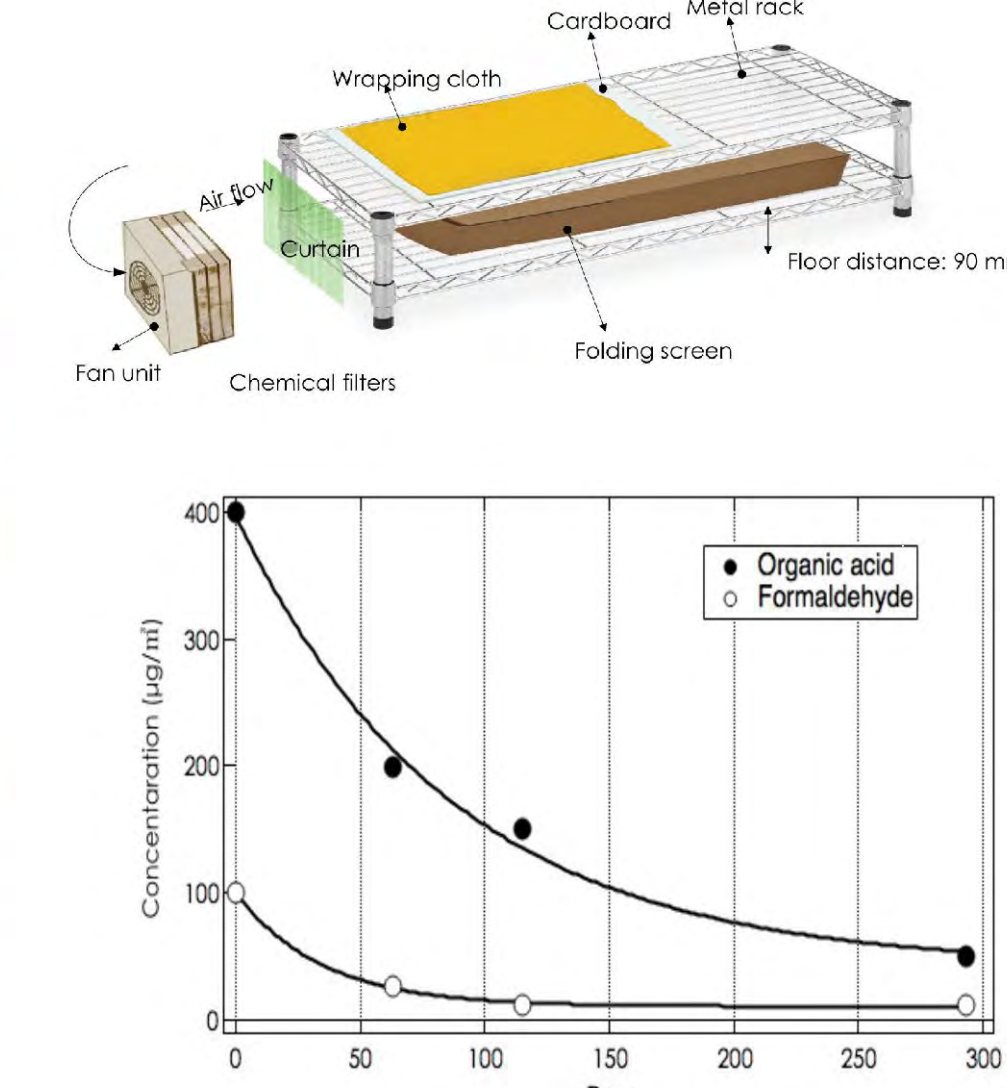 Metal rack
Cardboard
Wrapping cloth
Air flow
Curtain
Floor distance: 90 m
Folding screen
Fan unit
Chemical filters
Organic acid
Formaldehyde
Concentaration (µg/㎥)
400
300
200
100
0
0 50 100 150 200 250 300